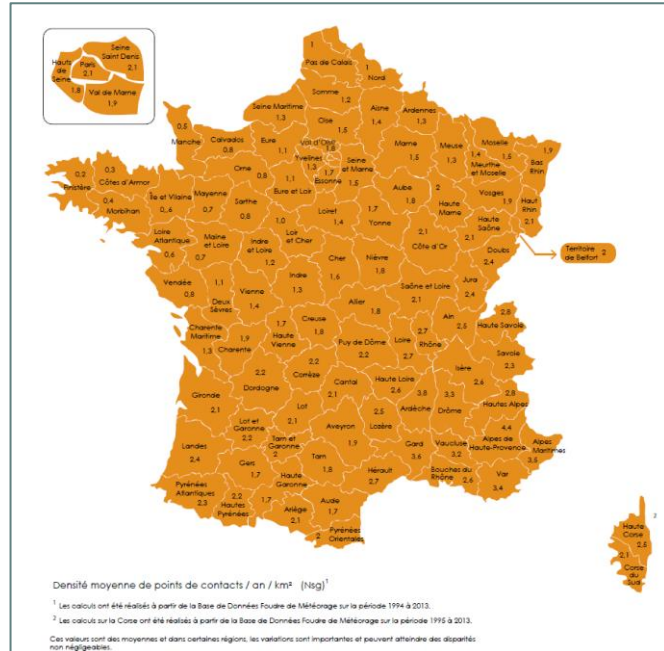 Seine
Saint Denis
2,1
Hauts
de
Seine
1,8
Paris
2,1
Val de Marne
1,9
1
Pas de Calais
1
Nord
Somme
1,2
Seine Maritime
1,3
Oise
1,5
Aisne
1,4
Ardennes
1,3
0,5
Manche
Calvados
0,8
Eure
1,1
Val d'Oise
1,8
Yvelines
1,3
1,7
Essonne
Seine
et Marne
1,5
Marne
1,5
Meuse
1,3
Moselle
1,5
1,4
Meurthe
et Moselle
1,9
Bas
Rhin
0,2
Finistère
0,3
Côtes d'Armor
0,4
Morbihan
Ile et Vilaine
0,,6
Mayenne
0,7
Orne
0,8
Sarthe
0,8
1,1
Eure et Loir
Aube
1,8
2
Haute
Marne
Vosges
1,9
Haut
Rhin
2,1
Loiret
1,4
1,7
Yonne
Haute
Saône
2,1
Territoire
de Belfort
2
Loire
Atlantique
0,6
Maine
et Loire
0,7
Indre
et Loire
1,2
1,0
Loir
et Cher
Cher
1,6
Nièvre
1,8
2,1
Côte d'Or
Doubs
2,4
Vendée
0,8
1,1
Deux
Sèvres
Vienne
1,4
Indre
1,3
Allier
1,8
Saône et Loire
2,1
Jura
2,4
Charente
Maritime
1,3
1,9
Charente
1,7
Haute
Vienne
Creuse
1,8
Puy de Dôme
2,2
Loire
2,7
2,7
Rhône
Ain
2,5
2,8
Haute Savoie
Savoie
2,3
2,2
Dordogne
2,2
Corrèze
Cantal
2,1
Haute Loire
2,6
3,8
Ardèche
Isère
2,6
3,3
Drôme
2,8
Hautes Alpes
Gironde
2,1
Lot et
Garonne
2,2
Lot
2,1
Aveyron
1,9
2,5
Lozère
Landes
2,4
Gers
1,7
Tarn et
Garonne
2
Tarn
1,8
Gard
3,6
Vaucluse
3,2
4,4
Alpes de
Haute-Provence
Alpes
Maritimes
3,5
Pyrénées
Atlantiques
2,3
2,2
Hautes
Pyrénées
Haute
Garonne
1,7
Ariège
2,1
Aude
1,7
Hérault
2,7
Bouches du
Rhône
2,6
Var
3,4
2
Pyrénées
Orientales
2
Haute
Corse
2,5
2,1
Corse
du
Sud
Densité moyenne de points de contacts / an / km² (Nsg)1
1 Les calculs ont été réalisés à partir de la Base de Données Foudre de Météorage sur la période 1994 à 2013.
2 Les calculs sur la Corse ont été réalisés à partir de la Base de Données Foudre de Météorage sur la période 1995 à 2013.
Ces valeurs sont des moyennes et dans certaines régions, les variations sont importantes et peuvent atteindre des disparités
non négligeables.